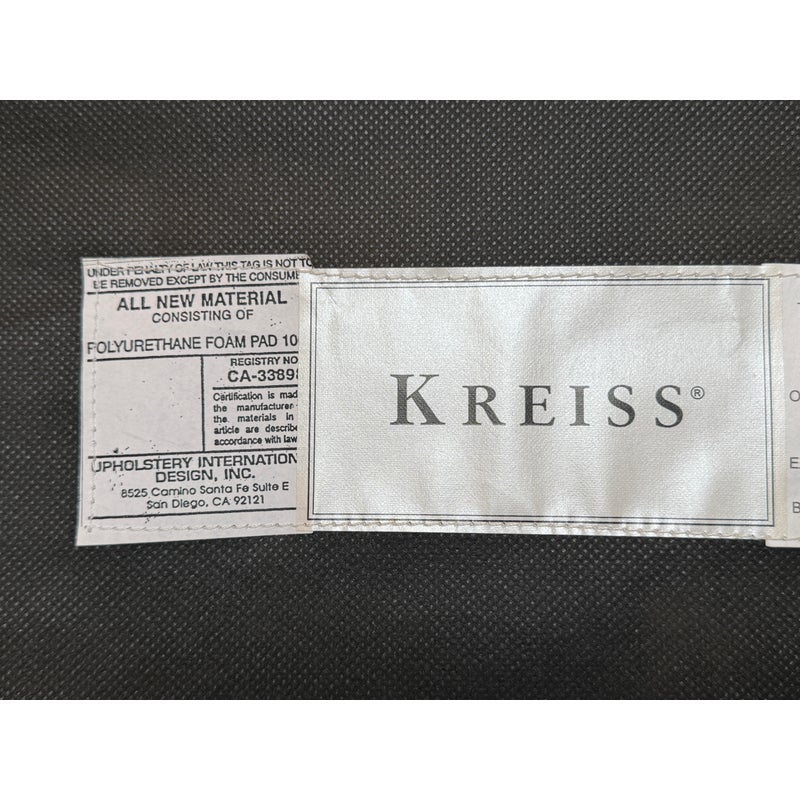 UNDER PENALTY OF LAW THIS TAG IS NOT TO
BE REMOVED EXCEPT BY THE CONSUME
ALL NEW MATERIAL
CONSISTING OF
POLYURETHANE FOAM PAD 10
REGISTRY NO
CA-33898
Certification is mad
the manufacturer
the materials in
article are describe
accordance with law
UPHOLSTERY INTERNATION
DESIGN, INC.
8525 Camino Santa Fe Suite E
San Diego, CA 92121
KREISS®
O
E
B